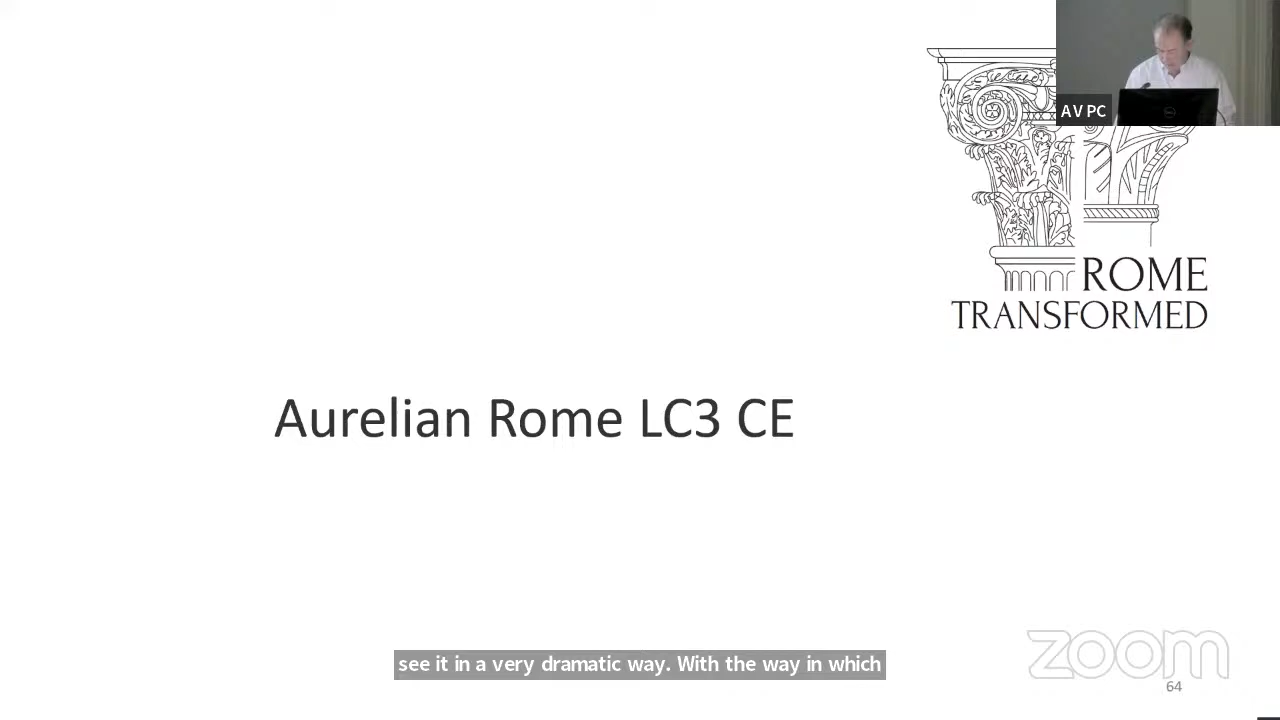 AV PC
ROME
TRANSFORMED
Aurelian Rome LC3 CE
see it in a very dramatic way. With the way in which
zoom
64